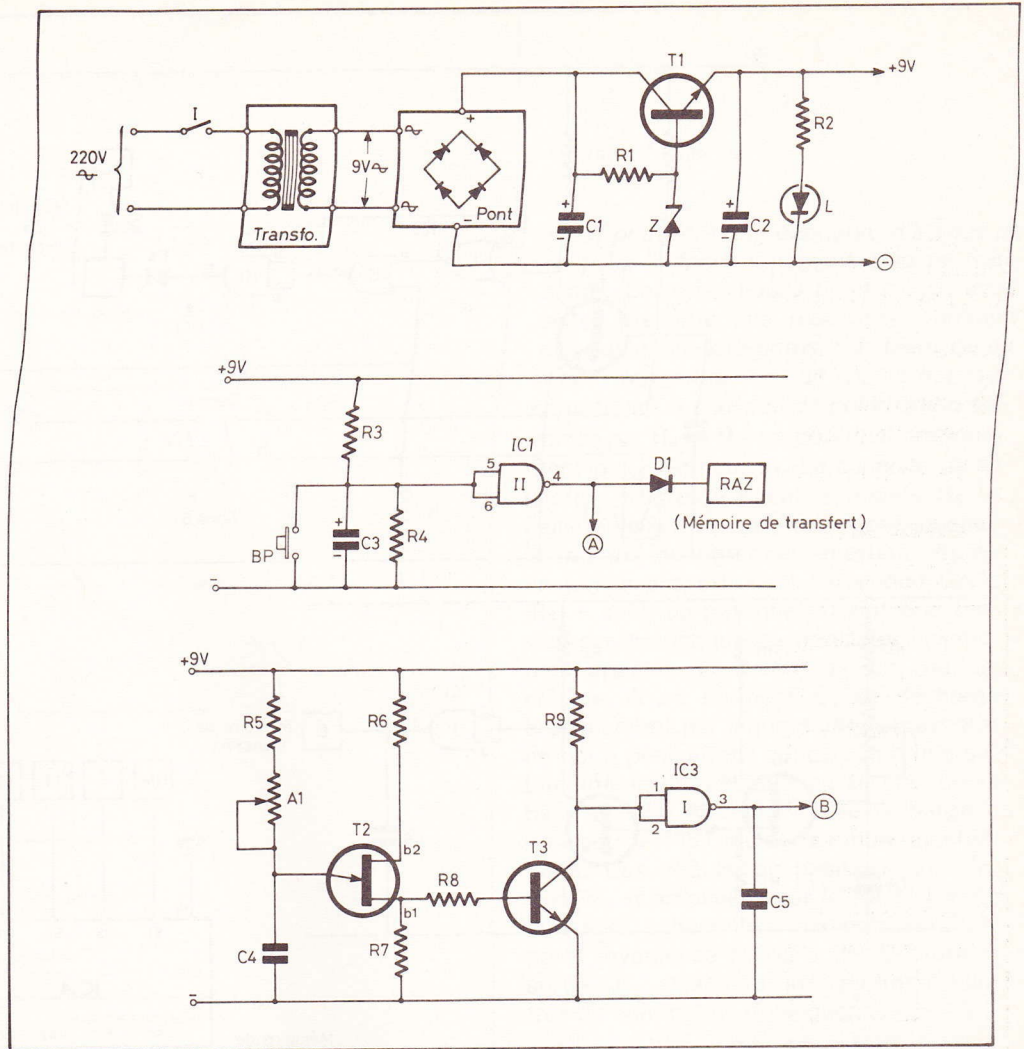 T1
+9V
I
R2
220V
9V
R1
+
L
Pont
-
+
C1
-
Z
+
C2
-
Transfo.
-
+9V
R3
IC1
5
II
4
6
D1
RAZ
(Mémoire de transfert)
A
BP
+
C3
-
R4
-
+9V
R5
R6
R9
IC3
A1
1
I
3
B
2
T2
T3
b2
R8
b1
C5
C4
R7
-